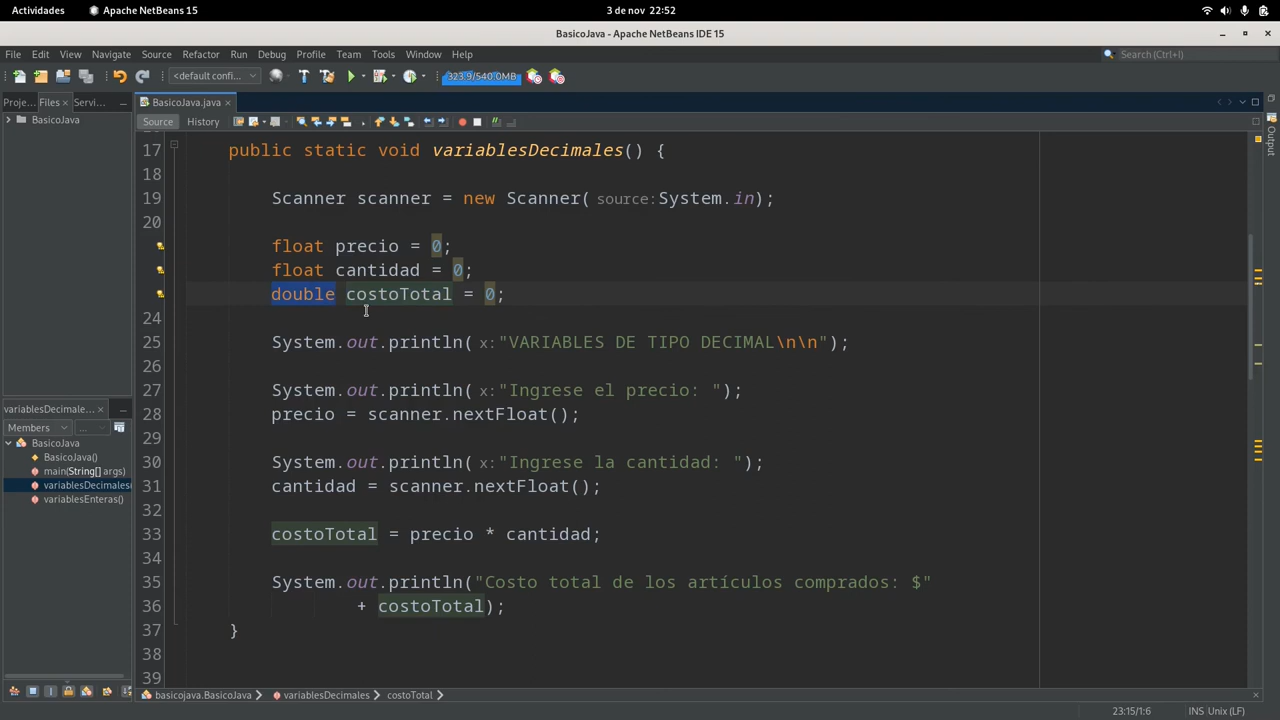 Actividades Apache NetBeans 15 3 de nov 22:52
BasicoJava - Apache NetBeans IDE 15
File Edit View Navigate Source Refactor Run Debug Profile Team Tools Window Help Search (Ctrl+I)
<default confi... 323.9/540.0MB
Proje... Files Servi... BasicoJava.java
Source History
BasicoJava
Output
17 public static void variablesDecimales() {
18
19 Scanner scanner = new Scanner( source: System.in);
20
float precio = 0;
float cantidad = 0;
double costoTotal = 0;
24
25 System.out.println( x: "VARIABLES DE TIPO DECIMAL\n\n");
26
27 System.out.println( x: "Ingrese el precio: ");
28 precio = scanner.nextFloat();
29
30 System.out.println( x: "Ingrese la cantidad: ");
31 cantidad = scanner.nextFloat();
32
33 costoTotal = precio * cantidad;
34
35 System.out.println("Costo total de los artículos comprados: $"
36 + costoTotal);
37 }
38
39
variablesDecimale...
Members ...
BasicoJava
BasicoJava()
main(String[] args)
variablesDecimales(
variablesEnteras()
basicojava.BasicoJava variablesDecimales costoTotal
23:15/1:6 INS Unix (LF)